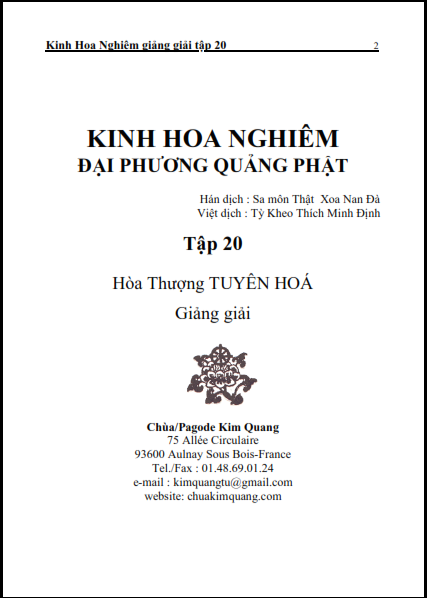 Kinh Hoa Nghiêm giảng giải tập 20 2
KINH HOA NGHIÊM
ĐẠI PHƯƠNG QUẢNG PHẬT
Hán dịch : Sa môn Thật Xoa Nan Đà
Việt dịch : Tỳ Kheo Thích Minh Định
Tập 20
Hòa Thượng TUYÊN HOÁ
Giảng giải
Chùa/Pagode Kim Quang
75 Allée Circulaire
93600 Aulnay Sous Bois-France
Tel./Fax : 01.48.69.01.24
e-mail : kimquangtu@gmail.com
website: chuakimquang.com